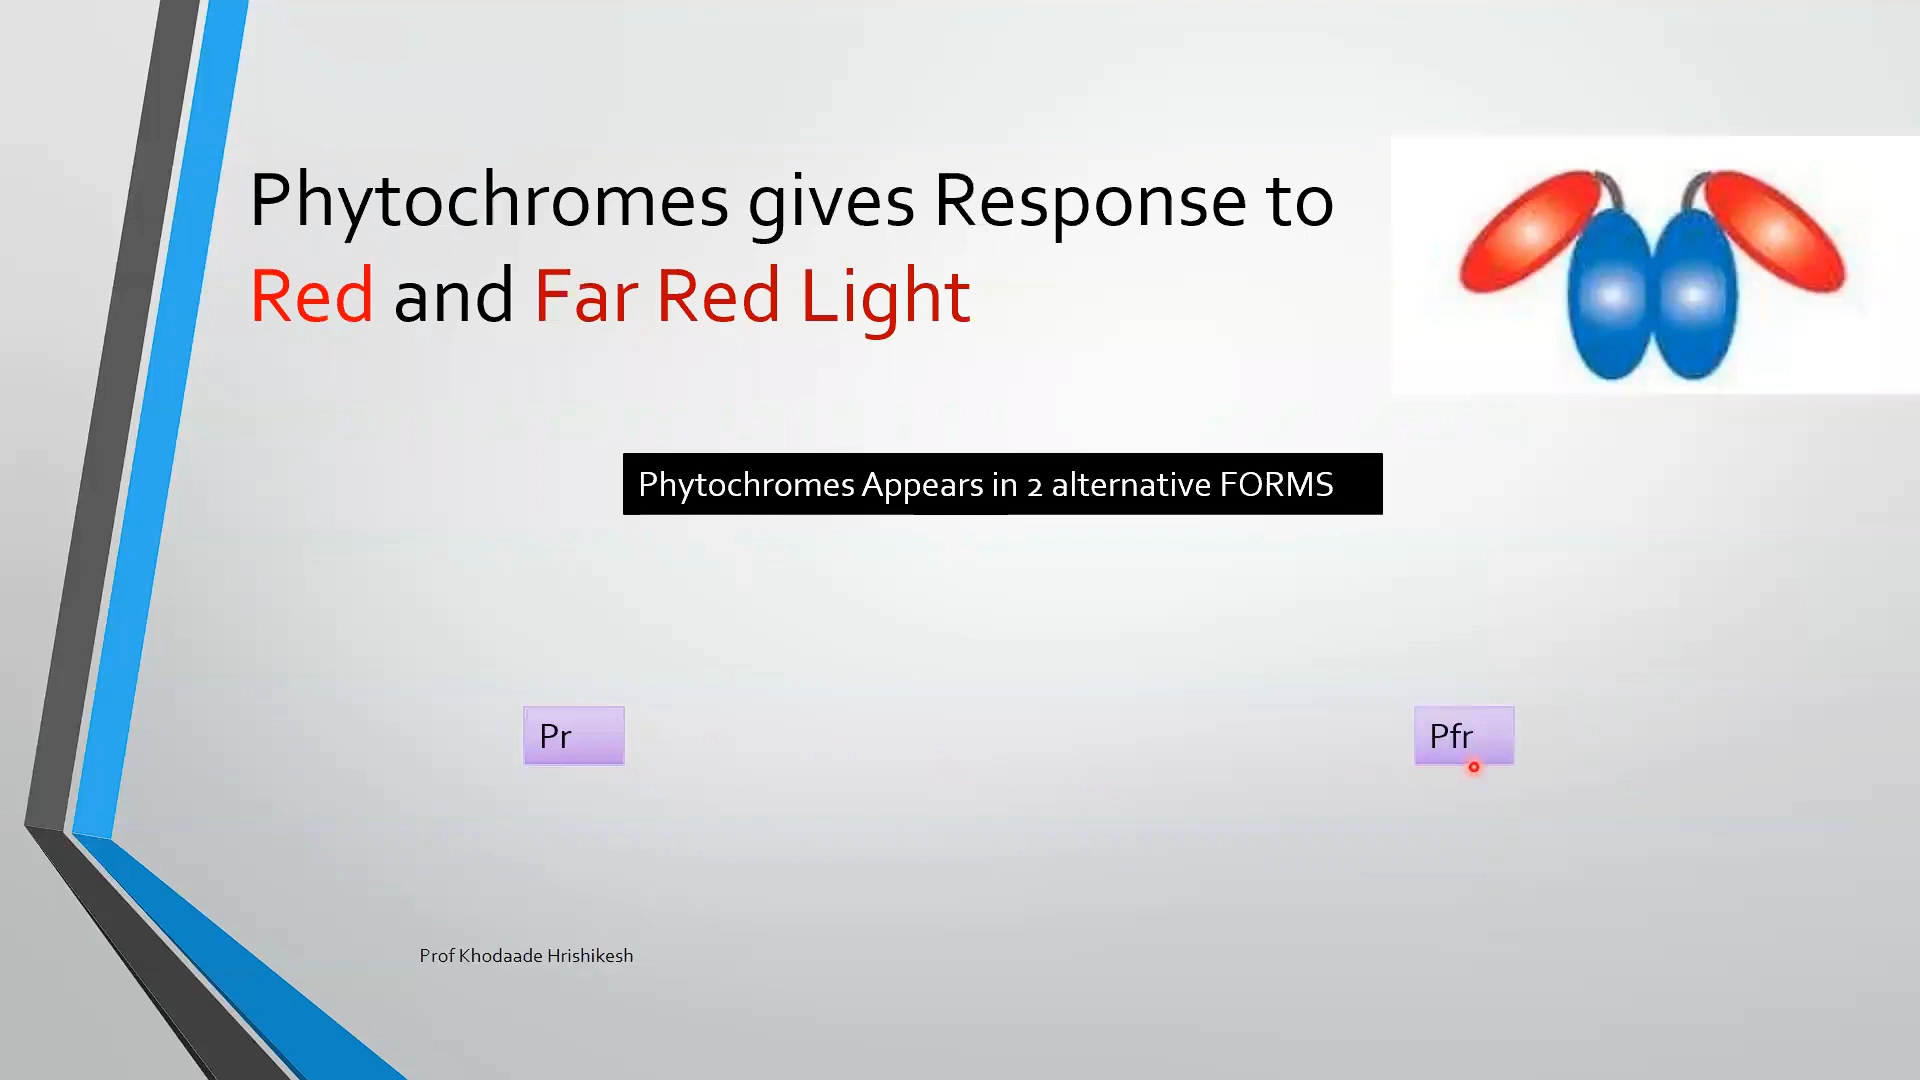 Phytochromes gives Response to
Red and Far Red Light
Phytochromes Appears in 2 alternative FORMS
Pr
Pfr
Prof Khodaade Hrishikesh